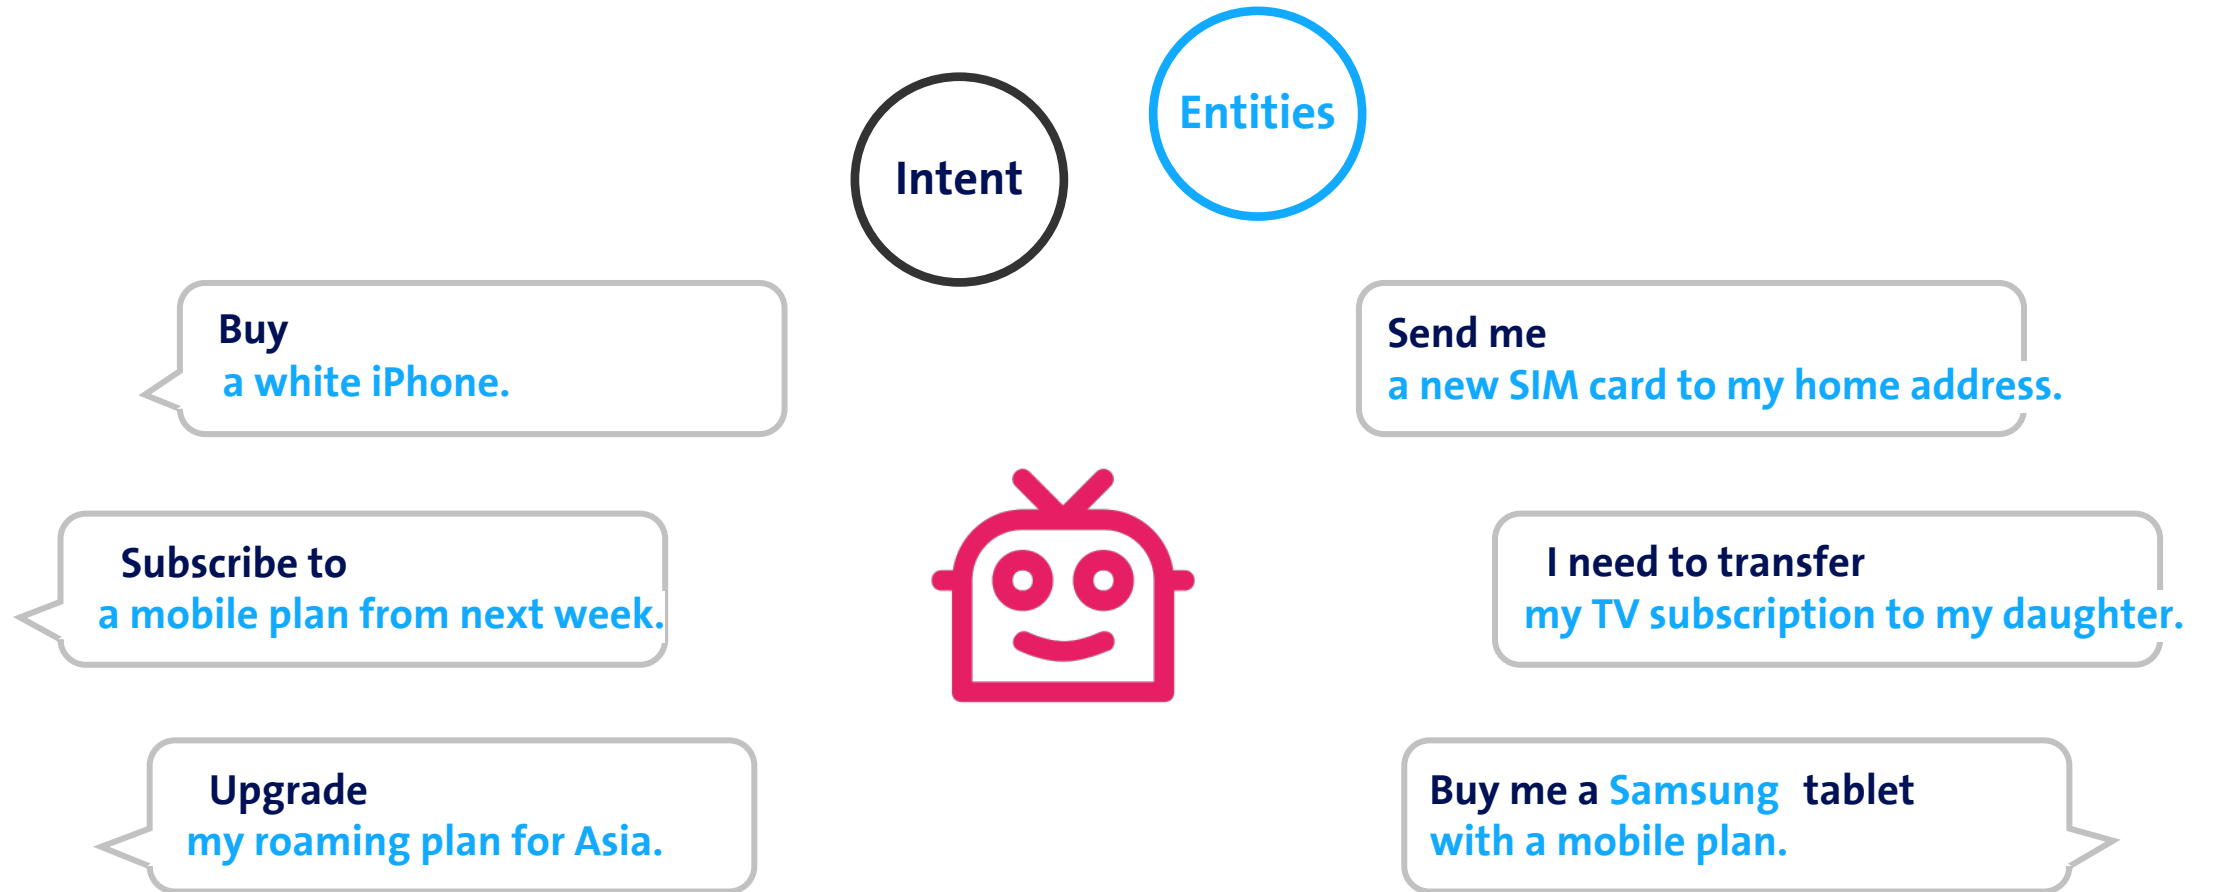 Entities
Intent
Buy
a white iPhone.
Send me
a new SIM card to my home address.
Subscribe to
a mobile plan from next week.
I need to transfer
my TV subscription to my daughter.
Upgrade
my roaming plan for Asia.
Buy me a Samsung tablet
with a mobile plan.